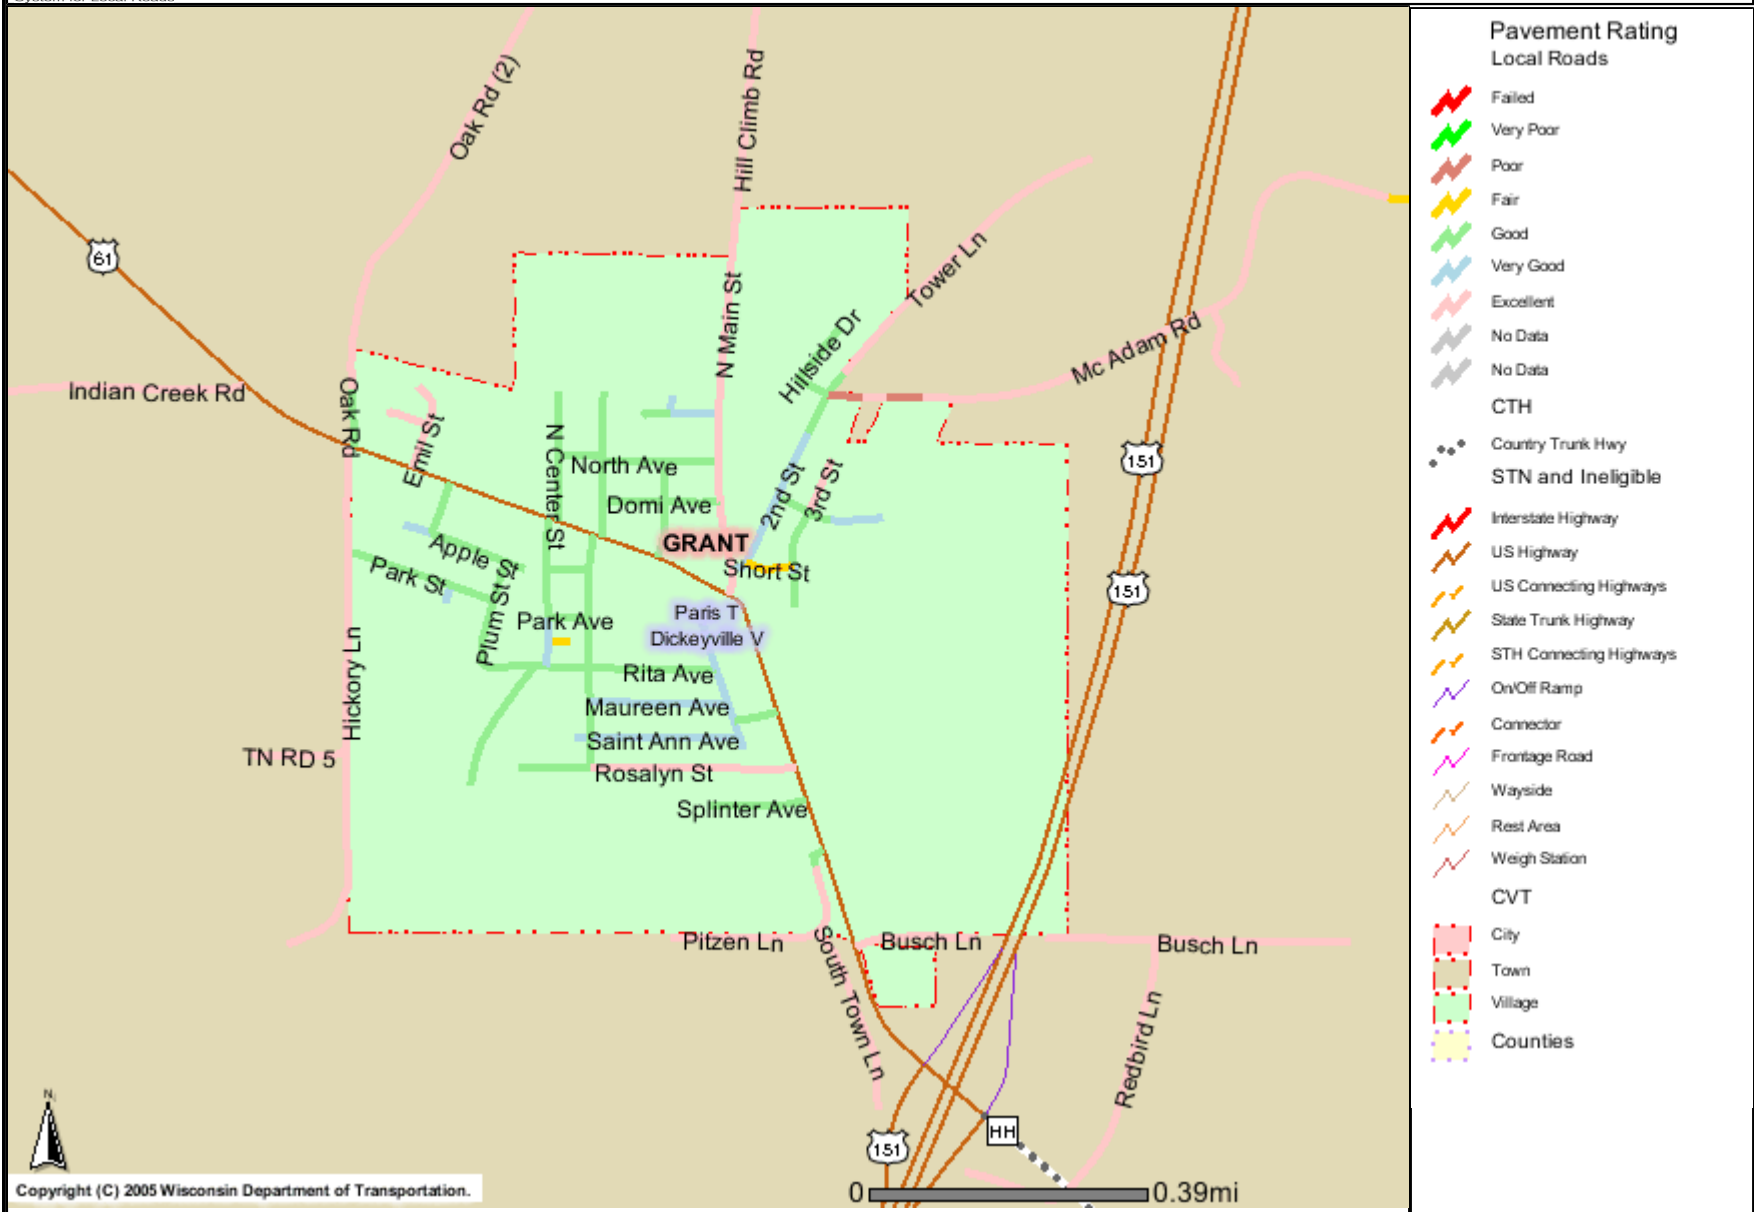 System for Local Roads
Oak Rd (2)
Hill Climb Rd
61
Tower Ln
N Main St
Hillside Dr
Mc Adam Rd
Indian Creek Rd
Oak Rd
Emil St
N Center St
North Ave
Domi Ave
2nd St
3rd St
151
GRANT
Short St
Apple St
Park St
Plum St
151
Paris T
Dickeyville V
Park Ave
Rita Ave
Hickory Ln
Maureen Ave
Saint Ann Ave
TN RD 5
Rosalyn St
Splinter Ave
Pitzen Ln
Busch Ln
Busch Ln
South Town Ln
Redbird Ln
HH
151
N
Copyright (C) 2005 Wisconsin Department of Transportation.
0 0.39mi
Pavement Rating
Local Roads
Failed
Very Poor
Poor
Fair
Good
Very Good
Excellent
No Data
No Data
CTH
Country Trunk Hwy
STN and Ineligible
Interstate Highway
US Highway
US Connecting Highways
State Trunk Highway
STH Connecting Highways
On/Off Ramp
Connector
Frontage Road
Wayside
Rest Area
Weigh Station
CVT
City
Town
Village
Counties